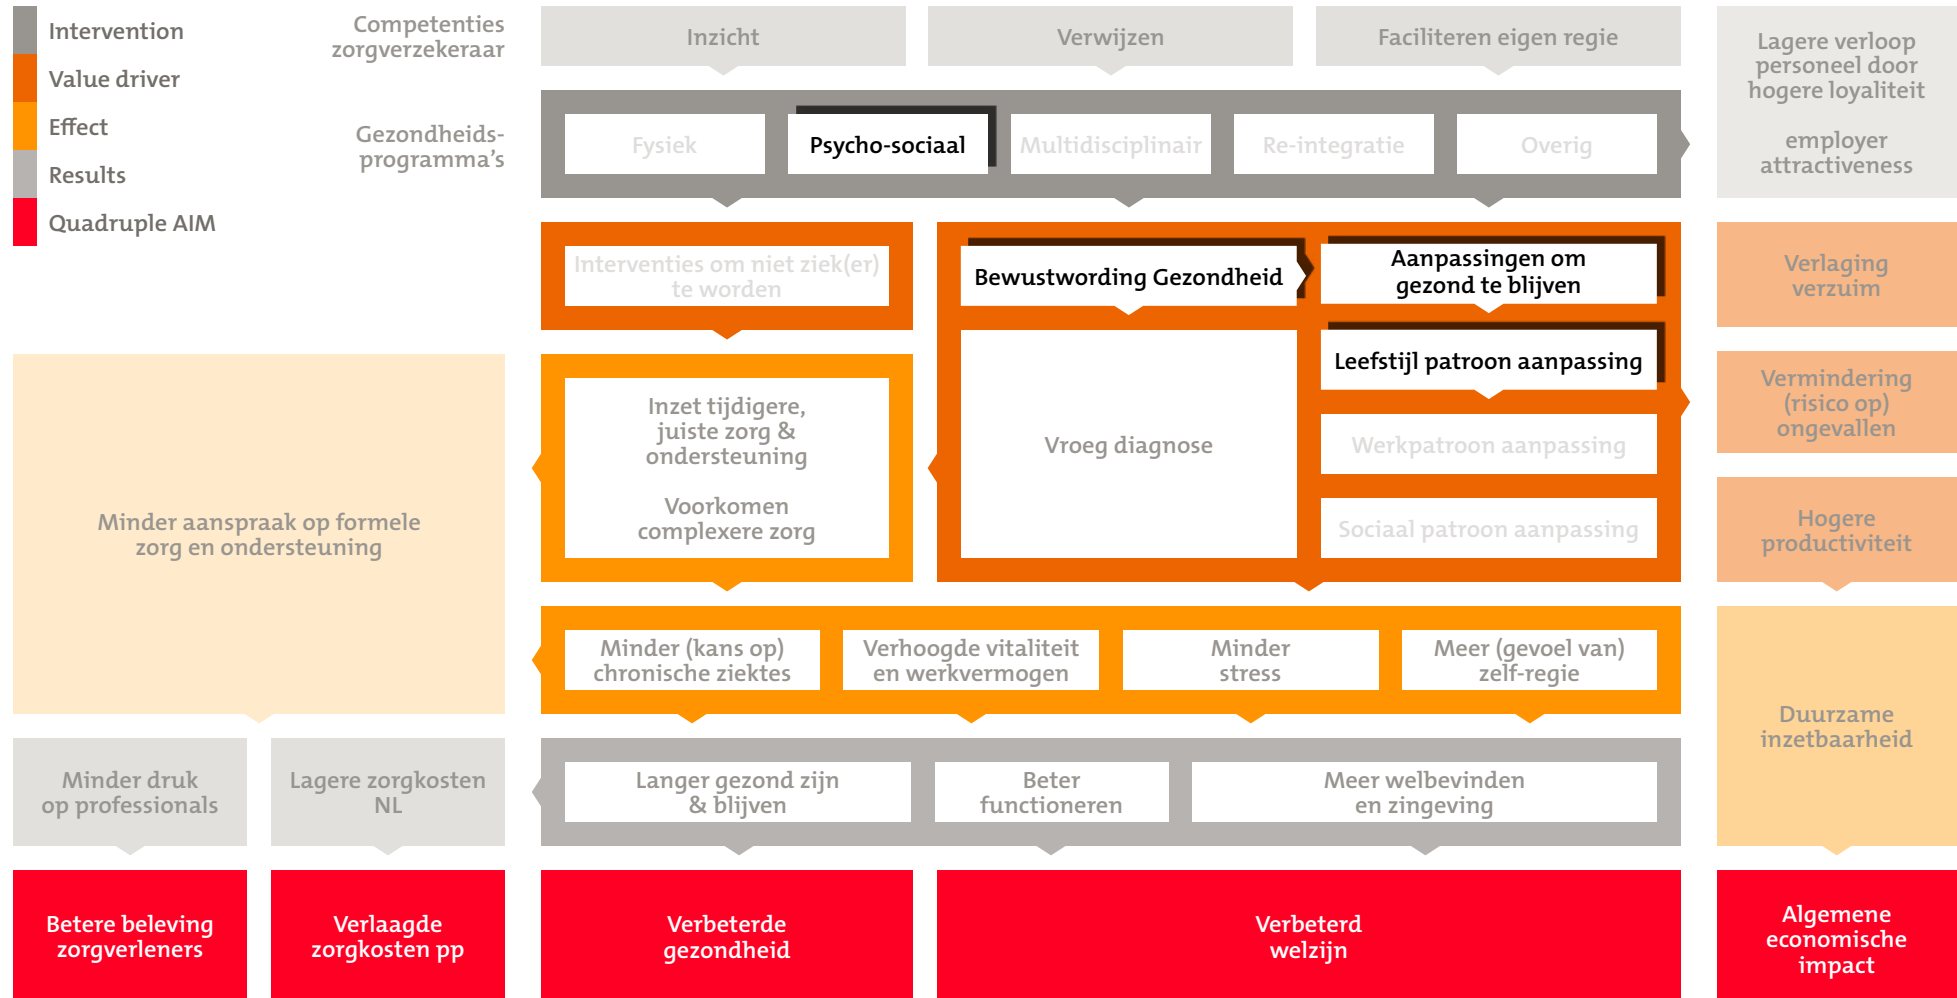 Intervention
Value driver
Effect
Results
Quadruple AIM
Competenties
zorgverzekeraar
Inzicht
Verwijzen
Faciliteren eigen regie
Gezondheids-
programma's
Fysiek
Psycho-sociaal
Multidisciplinair
Re-integratie
Overig
Lagere verloop
personeel door
hogere loyaliteit
employer
attractiveness
Interventies om niet ziek(er)
te worden
Bewustwording Gezondheid
Aanpassingen om
gezond te blijven
Verlaging
verzuim
Leefstijl patroon aanpassing
Inzet tijdigere,
juiste zorg &
ondersteuning
Voorkomen
complexere zorg
Vroeg diagnose
Werkpatroon aanpassing
Sociaal patroon aanpassing
Vermindering
(risico op)
ongevallen
Hogere
productiviteit
Minder aanspraak op formele
zorg en ondersteuning
Minder (kans op)
chronische ziektes
Verhoogde vitaliteit
en werkvermogen
Minder
stress
Meer (gevoel van)
zelf-regie
Duurzame
inzetbaarheid
Minder druk
op professionals
Lagere zorgkosten
NL
Langer gezond zijn
& blijven
Beter
functioneren
Meer welbevinden
en zingeving
Betere beleving
zorgverleners
Verlaagde
zorgkosten pp
Verbeterde
gezondheid
Verbeterd
welzijn
Algemene
economische
impact